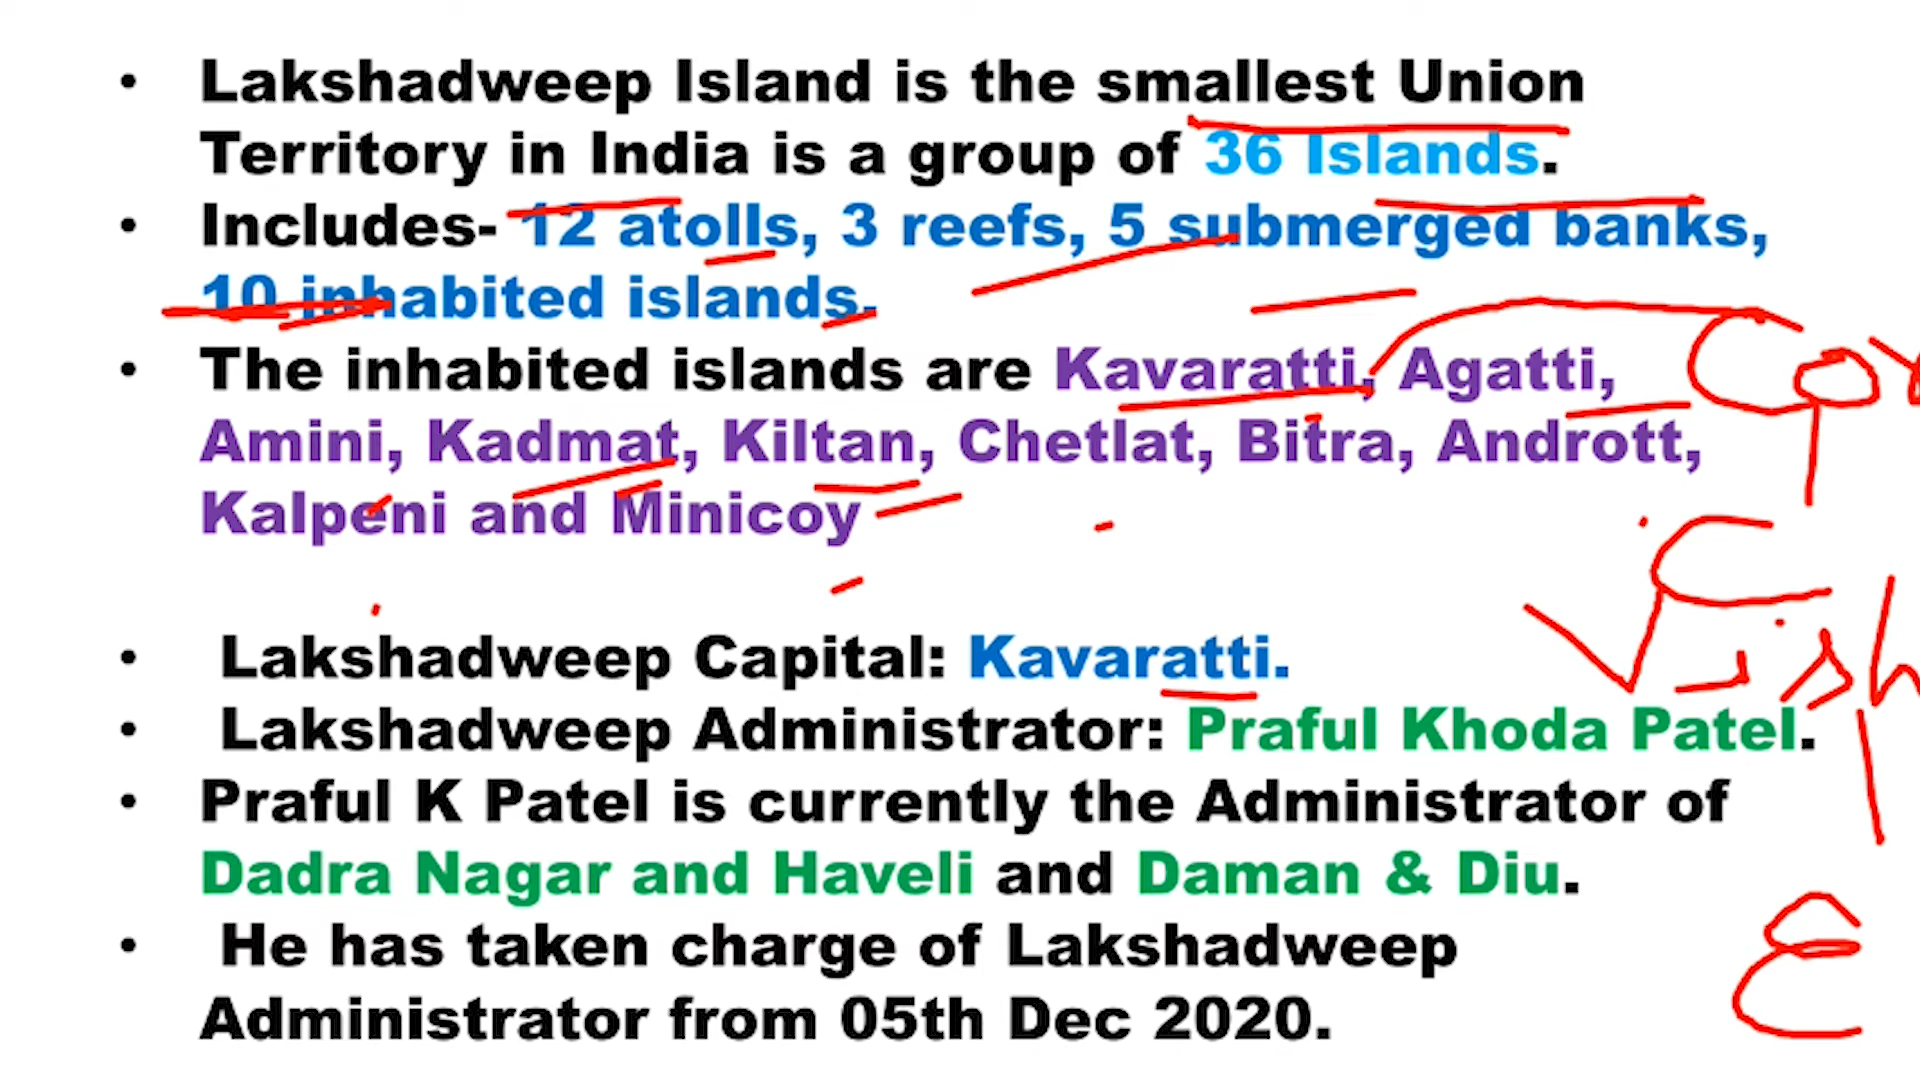 • Lakshadweep Island is the smallest Union
Territory in India is a group of 36 Islands.
• Includes- 12 atolls, 3 reefs, 5 submerged banks,
10 inhabited islands.
• The inhabited islands are Kavaratti, Agatti,
Amini, Kadmat, Kiltan, Chetlat, Bitra, Andrott,
Kalpeni and Minicoy
• Lakshadweep Capital: Kavaratti.
• Lakshadweep Administrator: Praful Khoda Patel.
• Praful K Patel is currently the Administrator of
Dadra Nagar and Haveli and Daman & Diu.
• He has taken charge of Lakshadweep
Administrator from 05th Dec 2020.